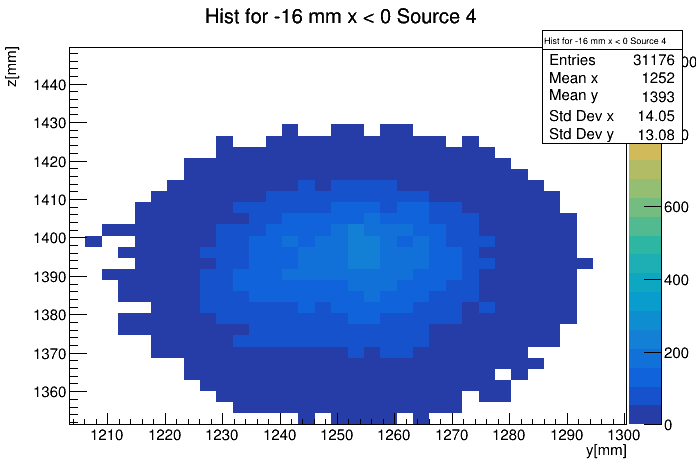 Hist for -16 mm x < 0 Source 4
z[mm]
Hist for -16 mm x < 0 Source 4
Entries 31176
Mean x 1252
Mean y 1393
Std Dev x 14.05
Std Dev y 13.08
1440
1430
1420
1410
1400
1390
1380
1370
1360
600
400
200
0
1210 1220 1230 1240 1250 1260 1270 1280 1290 1300
y[mm]